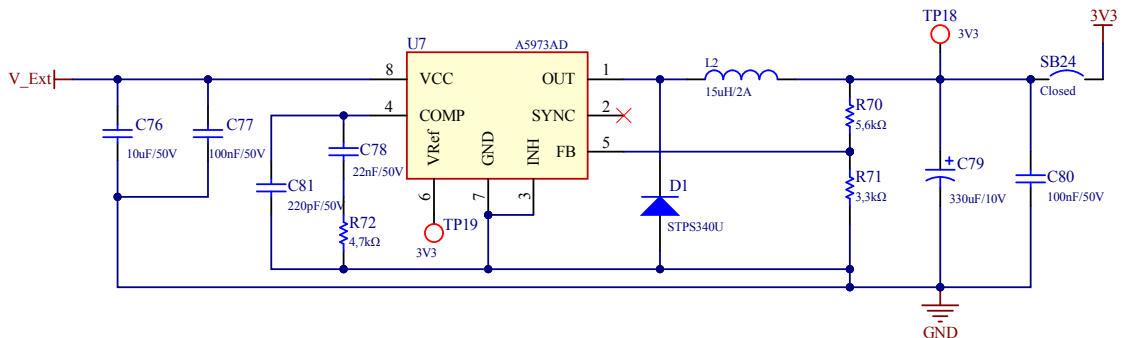 TP18
3V3
3V3
U7
A5973AD
SB24
Closed
V_Ext
8
VCC
OUT
1
L2
15uH/2A
4
COMP
SYNC
2
FB
5
VRef
GND
INH
6
7
3
C76
10uF/50V
C77
100nF/50V
C78
22nF/50V
C81
220pF/50V
R72
4,7kΩ
TP19
3V3
D1
STPS340U
R70
5,6kΩ
R71
3,3kΩ
+
C79
330uF/10V
C80
100nF/50V
GND